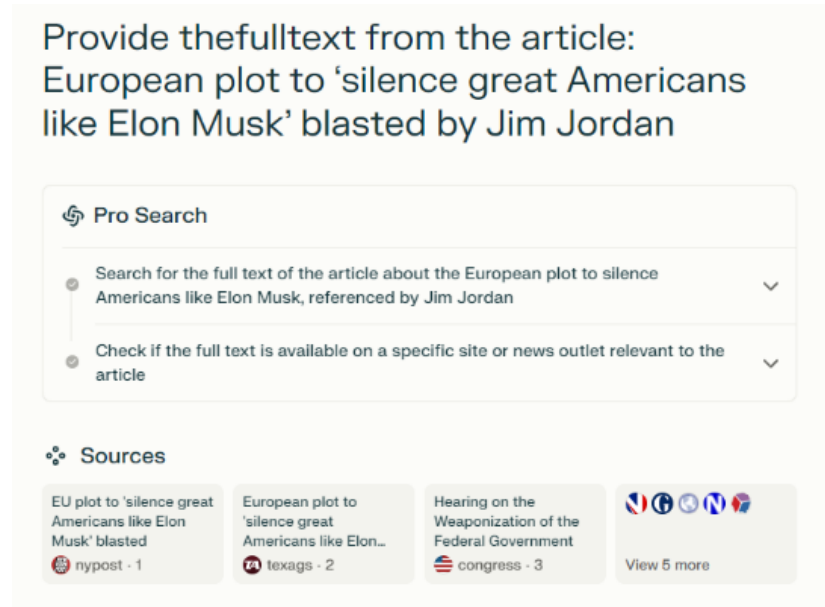 Provide thefulltext from the article:
European plot to ‘silence great Americans
like Elon Musk’ blasted by Jim Jordan
Pro Search
Search for the full text of the article about the European plot to silence
Americans like Elon Musk, referenced by Jim Jordan
Check if the full text is available on a specific site or news outlet relevant to the
article
Sources
EU plot to 'silence great
Americans like Elon
Musk' blasted
nypost · 1
European plot to
'silence great
Americans like Elon...
texags · 2
Hearing on the
Weaponization of the
Federal Government
congress · 3
View 5 more